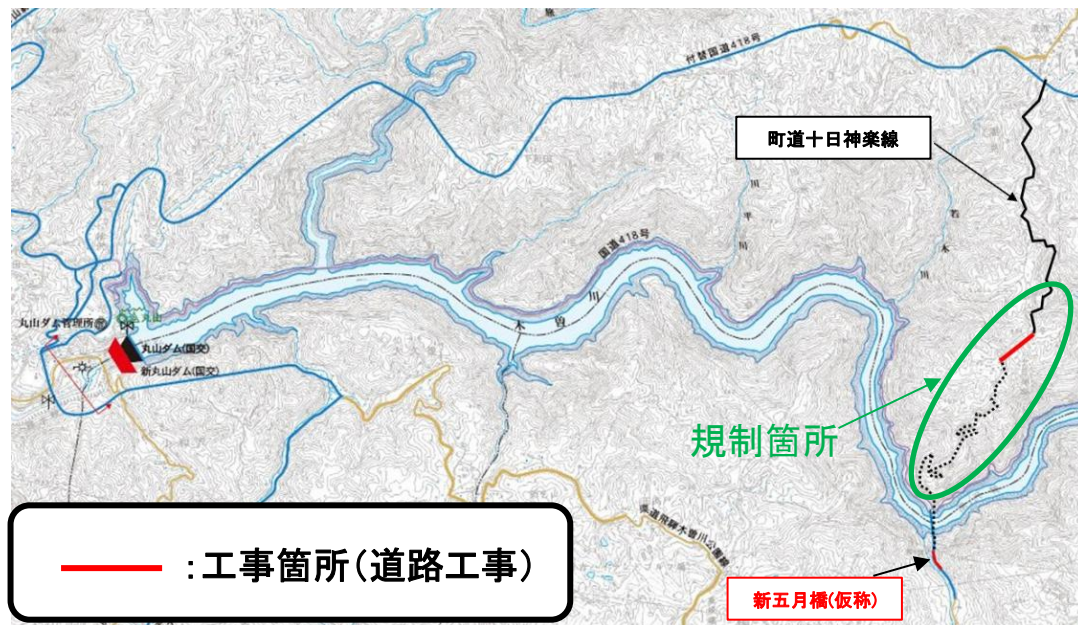 付替国道418号
町道十日神楽線
国道418号
木曽川
丸山ダム管理所
丸山ダム(国交)
新丸山ダム(国交)
規制箇所
:工事箇所(道路工事)
新五月橋(仮称)